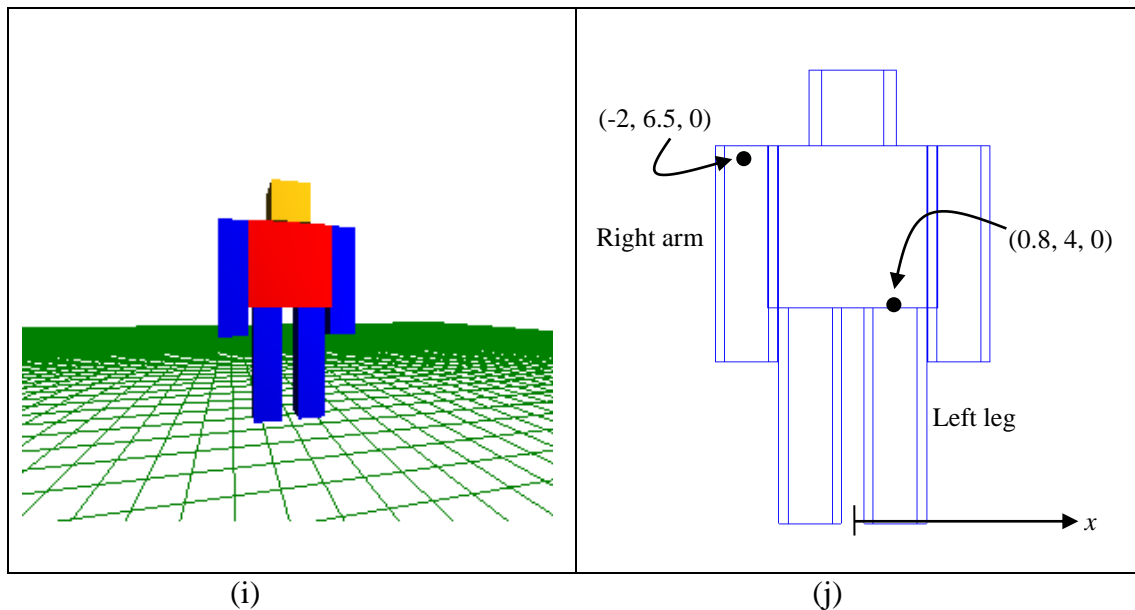 (-2, 6.5, 0)
Right arm
(0.8, 4, 0)
Left leg
x
(i)
(j)